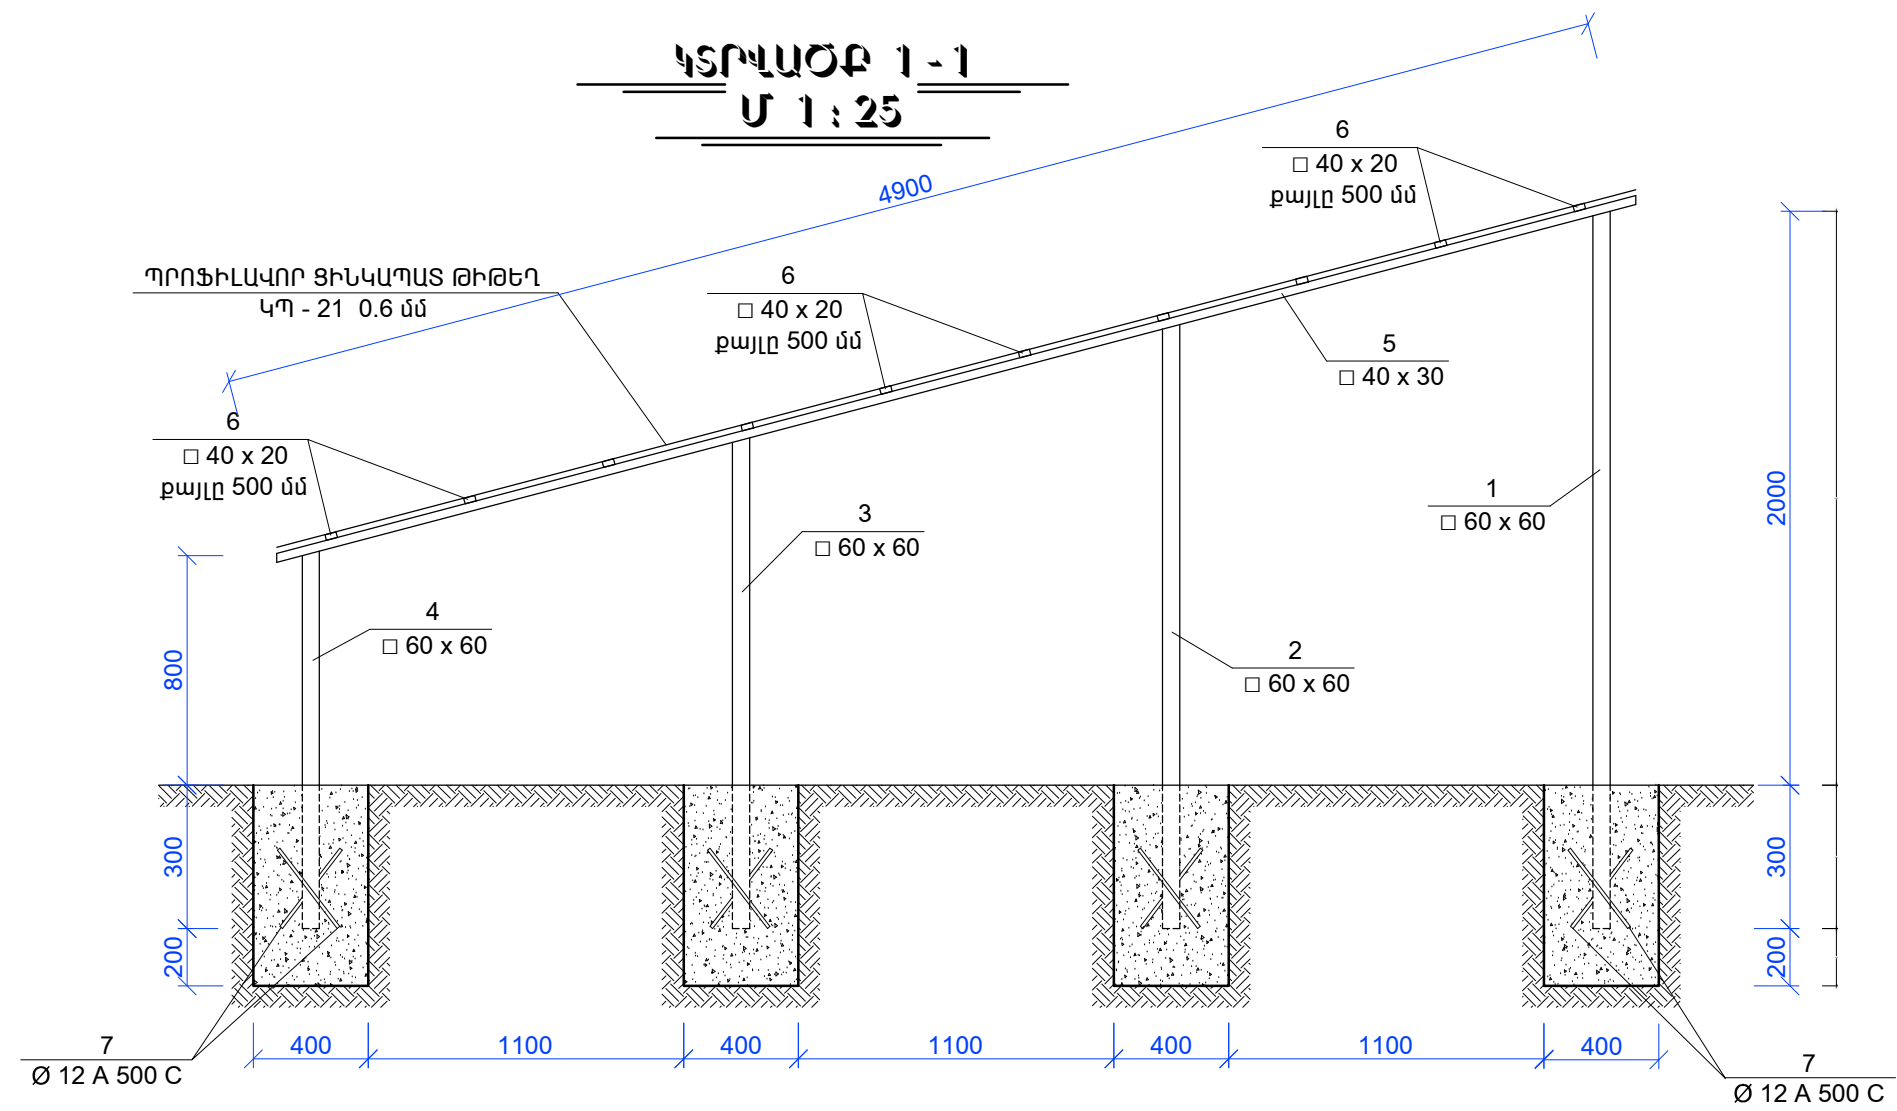 ԿՏՐՎԱԾՔ 1 - 1
Մ 1 : 25
4900
6
□ 40 x 20
քայլը 500 մմ
ՊՐՈՖԻԼԱՎՈՐ ՑԻՆԿԱՊԱՏ ԹԻԹԵՂ
ԿՊ - 21 0.6 մմ
6
□ 40 x 20
քայլը 500 մմ
5
□ 40 x 30
6
□ 40 x 20
քայլը 500 մմ
1
□ 60 x 60
2000
3
□ 60 x 60
4
□ 60 x 60
2
□ 60 x 60
800
300
300
200
200
400
1100
400
1100
400
1100
400
7
Ø 12 A 500 C
7
Ø 12 A 500 C